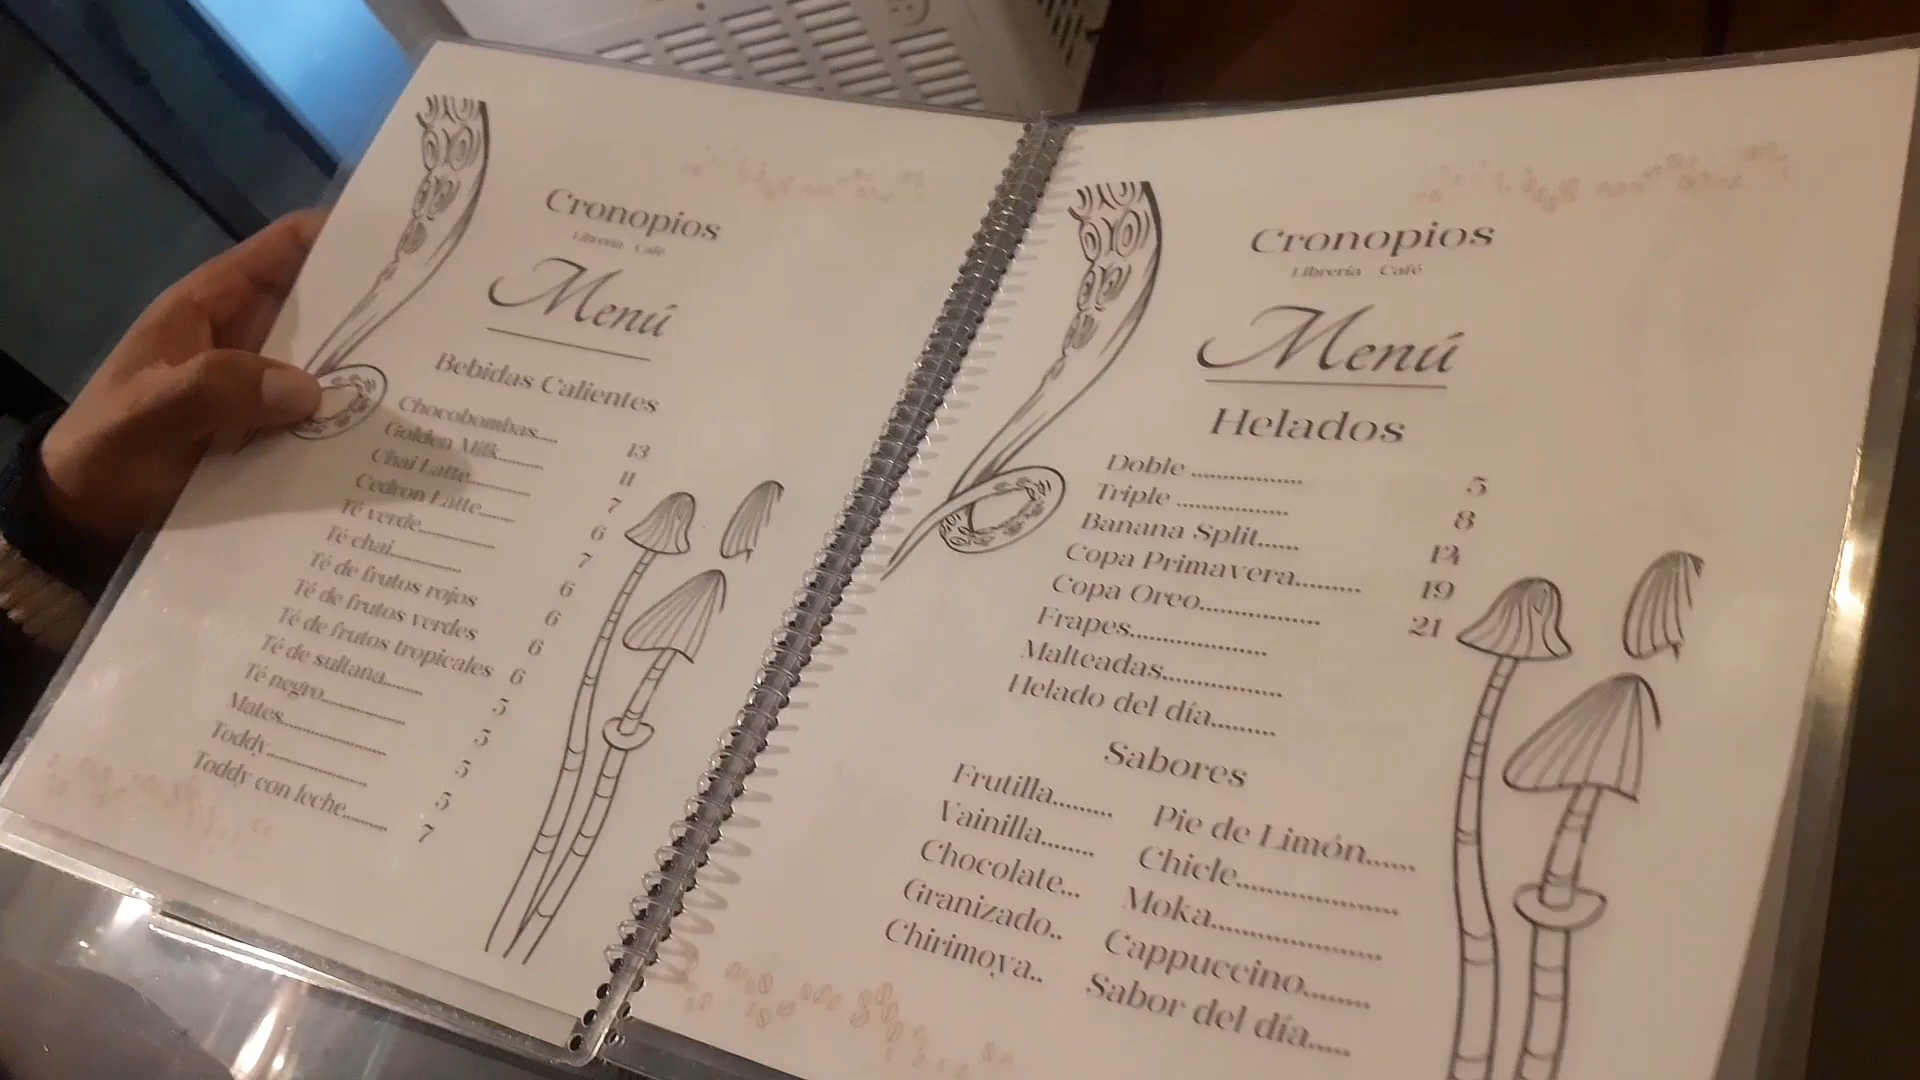 Cronopios
Librería Café
Menú
Bebidas Calientes
Chocobombas.... 13
Golden Milk........ 11
Chai Latte........... 7
Cedron Latte...... 6
Té verde.............. 7
Té chai............. 6
Té de frutos rojos 6
Té de frutos verdes 6
Té de frutos tropicales 6
Té de sultana....... 5
Té negro............... 5
Mates................... 5
Toddy................... 5
Toddy con leche........ 7
Cronopios
Librería Café
Menú
Helados
Doble .................... 5
Triple .................... 8
Banana Split...... 14
Copa Primavera.......... 19
Copa Oreo..................... 21
Frapes........................
Malteadas.....................
Helado del día...........
Sabores
Frutilla......... Pie de Limón......
Vainilla........ Chicle......................
Chocolate... Moka.......................
Granizado.. Cappuccino........
Chirimoya.. Sabor del día.....